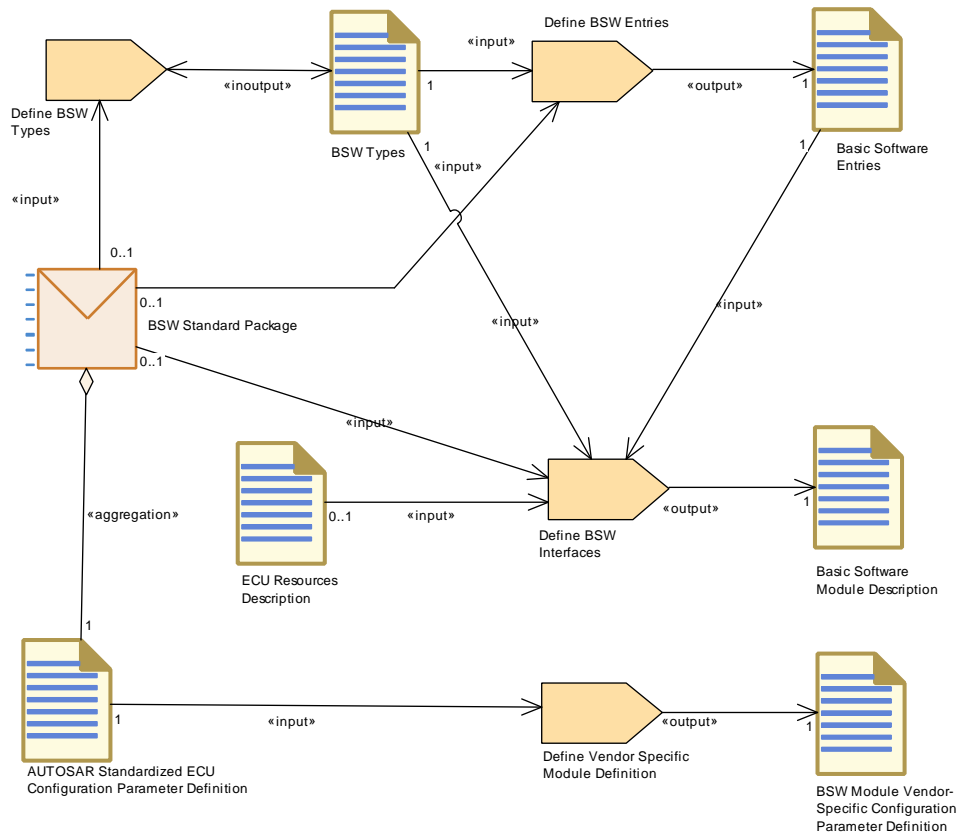 Define BSW Entries
«input»
«inoutput»
1
«output»
1
Define BSW
Types
BSW Types
1
«input»
1
Basic Software
Entries
«input»
0..1
0..1
BSW Standard Package
«input»
«input»
0..1
«input»
«aggregation»
0..1
«input»
«output»
1
Define BSW
Interfaces
ECU Resources
Description
Basic Software
Module Description
1
1
«input»
«output»
1
Define Vendor Specific
Module Definition
AUTOSAR Standardized ECU
Configuration Parameter Definition
BSW Module Vendor-
Specific Configuration
Parameter Definition